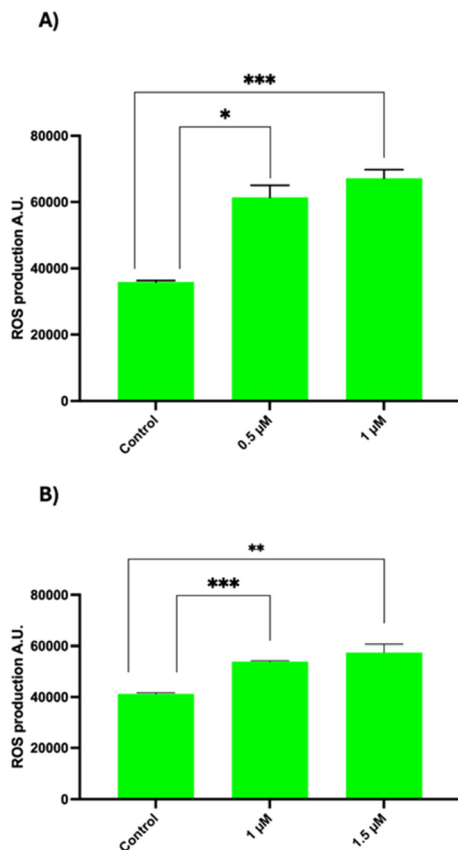 A)
***
*
80000
60000
40000
20000
0
ROS production A.U.
Control
0.5 µM
1 µM
B)
**
***
80000
60000
40000
20000
0
ROS production A.U.
Control
1 µM
1.5 µM